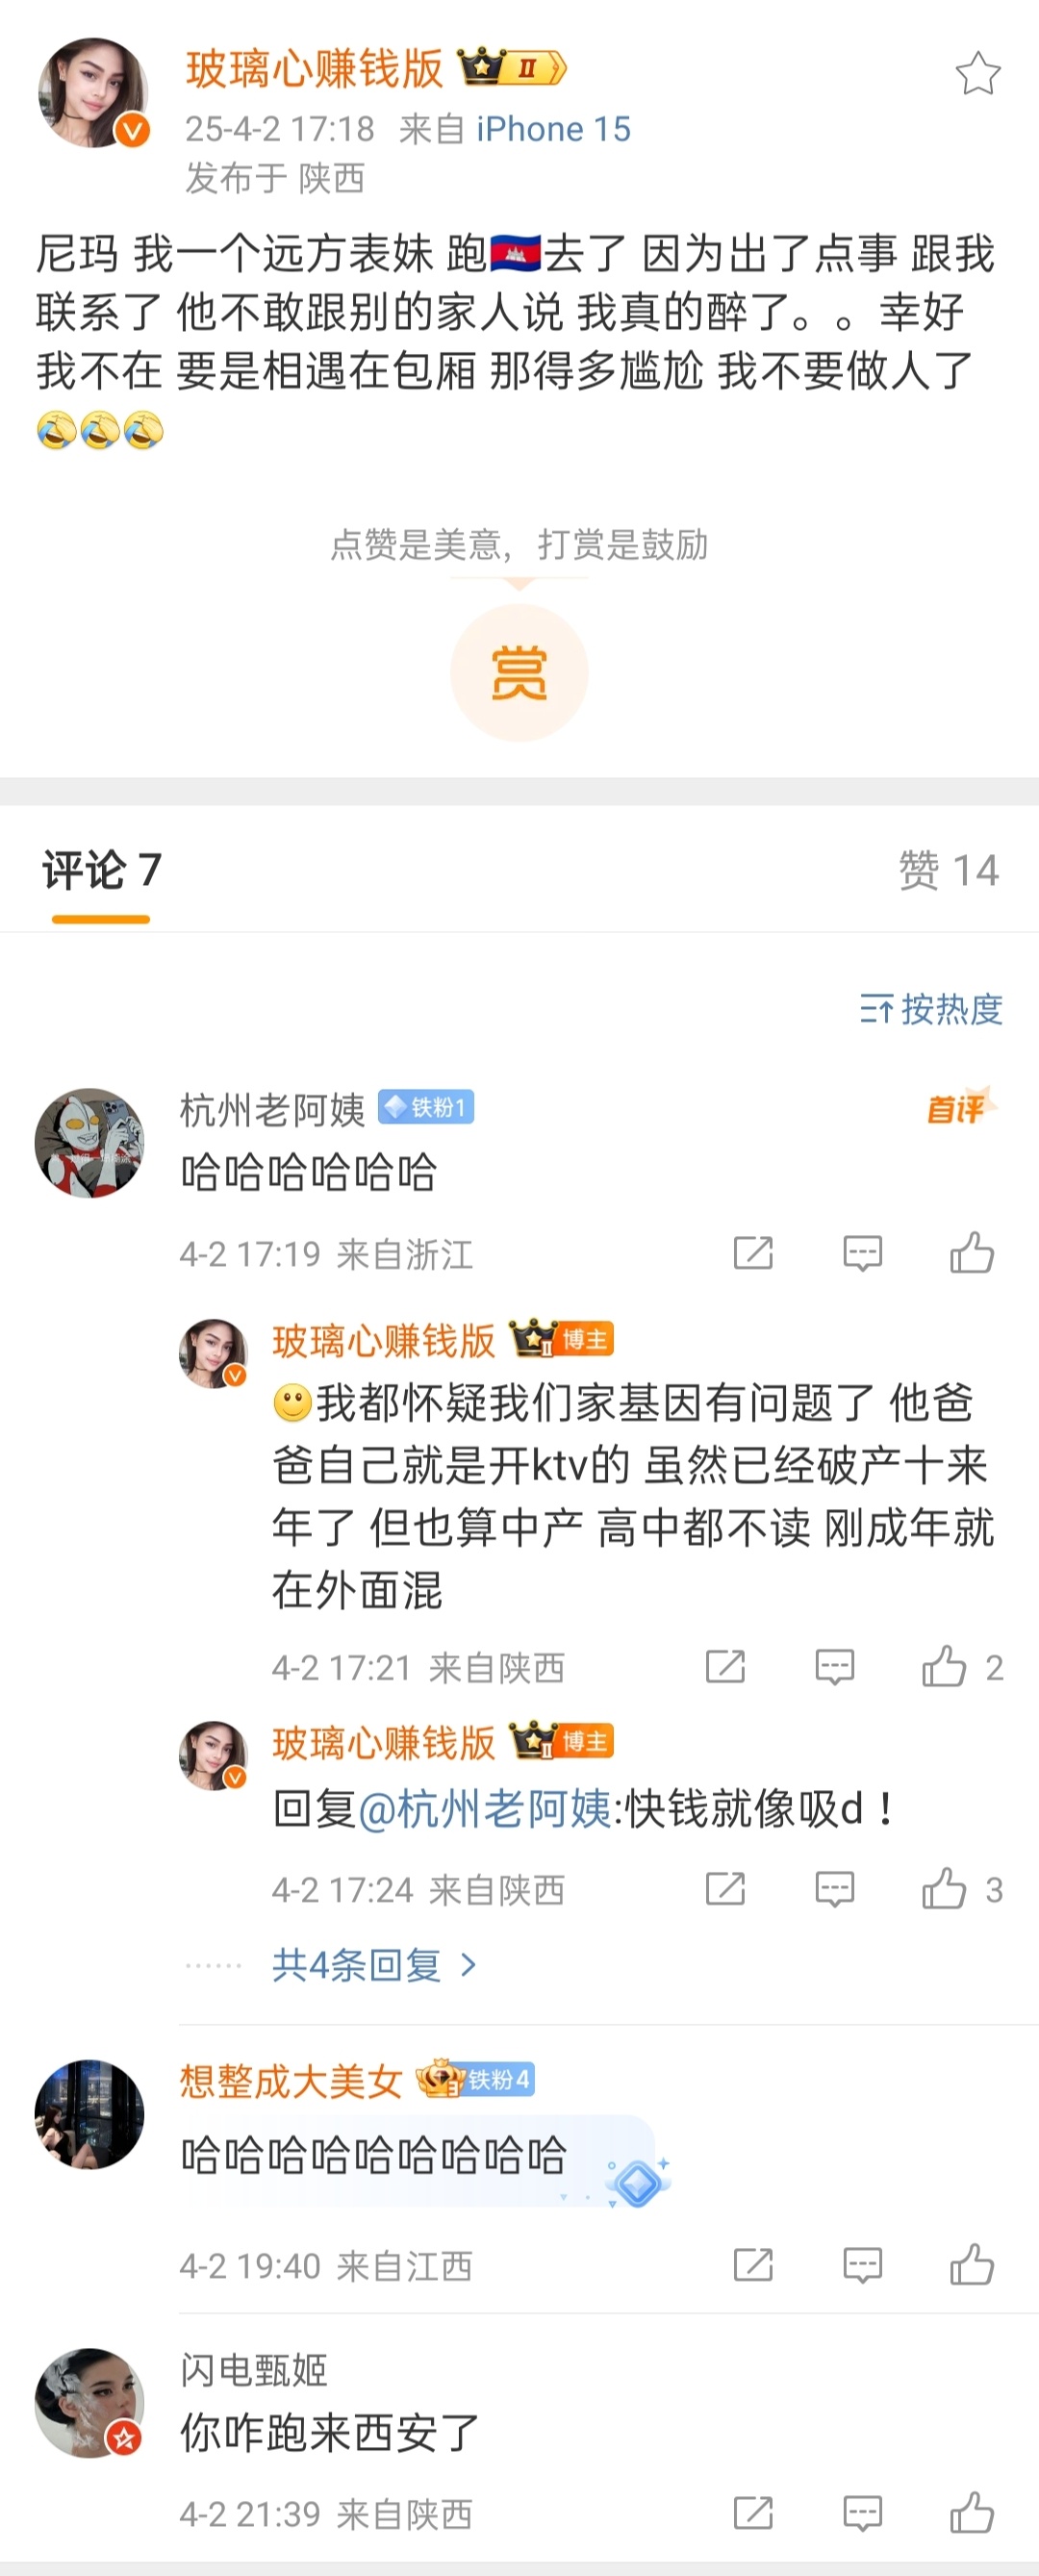 玻璃心赚钱版 II
25-4-2 17:18 来自 iPhone 15
发布于 陕西
尼玛 我一个远方表妹 跑🇰🇭去了 因为出了点事 跟我
联系了 他不敢跟别的家人说 我真的醉了。。幸好
我不在 要是相遇在包厢 那得多尴尬 我不要做人了
点赞是美意，打赏是鼓励
赏
评论 7
赞 14
按热度
杭州老阿姨 铁粉1
首评
哈哈哈哈哈哈
4-2 17:19 来自浙江
玻璃心赚钱版 II 博主
🙂我都怀疑我们家基因有问题了 他爸
爸自己就是开ktv的 虽然已经破产十来
年了 但也算中产 高中都不读 刚成年就
在外面混
4-2 17:21 来自陕西 2
玻璃心赚钱版 II 博主
回复@杭州老阿姨:快钱就像吸d！
4-2 17:24 来自陕西 3
共4条回复
想整成大美女 铁粉4
哈哈哈哈哈哈哈哈哈
4-2 19:40 来自江西
闪电甄姬
你咋跑来西安了
4-2 21:39 来自陕西